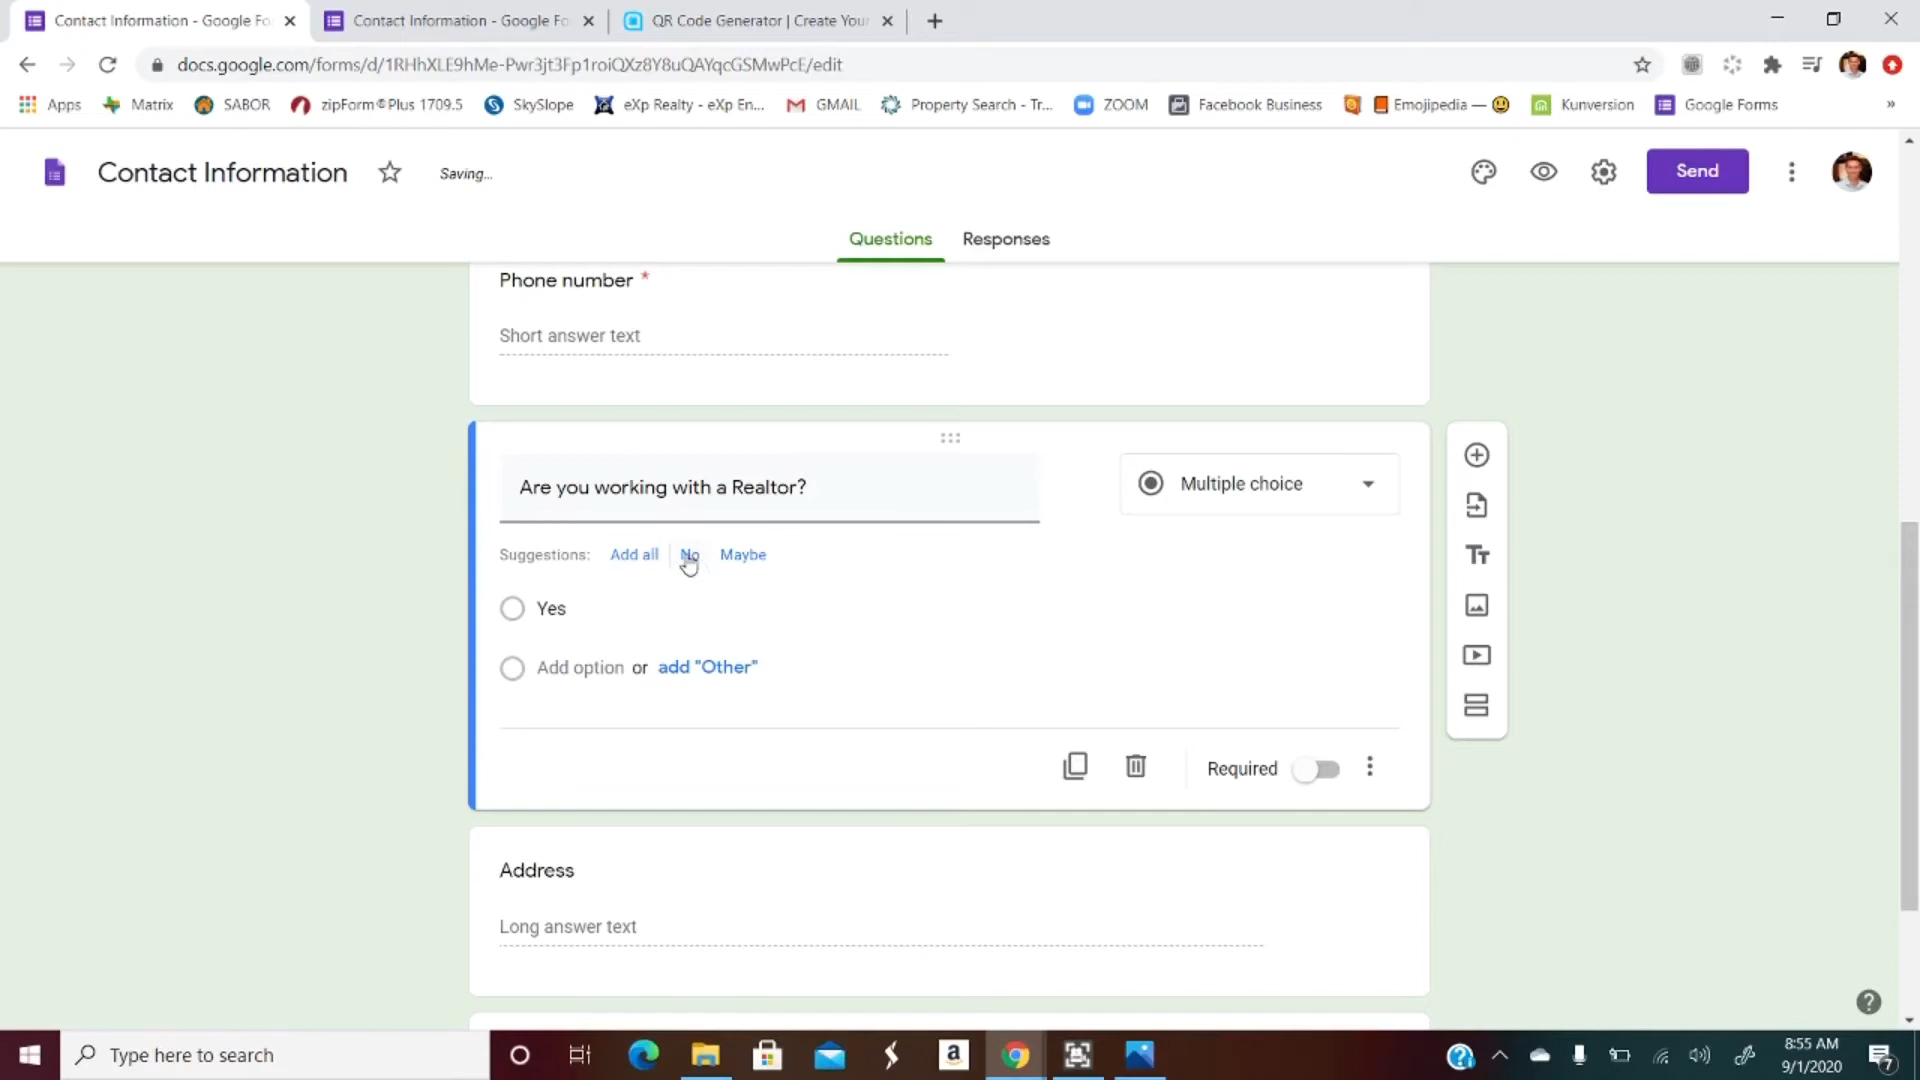 Contact Information - Google Fo
Contact Information - Google Fo
QR Code Generator | Create Your
docs.google.com/forms/d/1RHhXLE9hMe-Pwr3jt3Fp1roiQXz8Y8uQAYqcGSMwPcE/edit
Apps
Matrix
SABOR
zipForm®Plus 1709.5
SkySlope
eXp Realty - eXp En...
GMAIL
Property Search - Tr...
ZOOM
Facebook Business
Emojipedia — 😃
Kunversion
Google Forms
»
Contact Information
Saving...
Send
Questions
Responses
Phone number *
Short answer text
Are you working with a Realtor?
Multiple choice
Suggestions:
Add all
No
Maybe
Yes
Add option or add "Other"
Required
Address
Long answer text
Type here to search
8:55 AM
9/1/2020
7